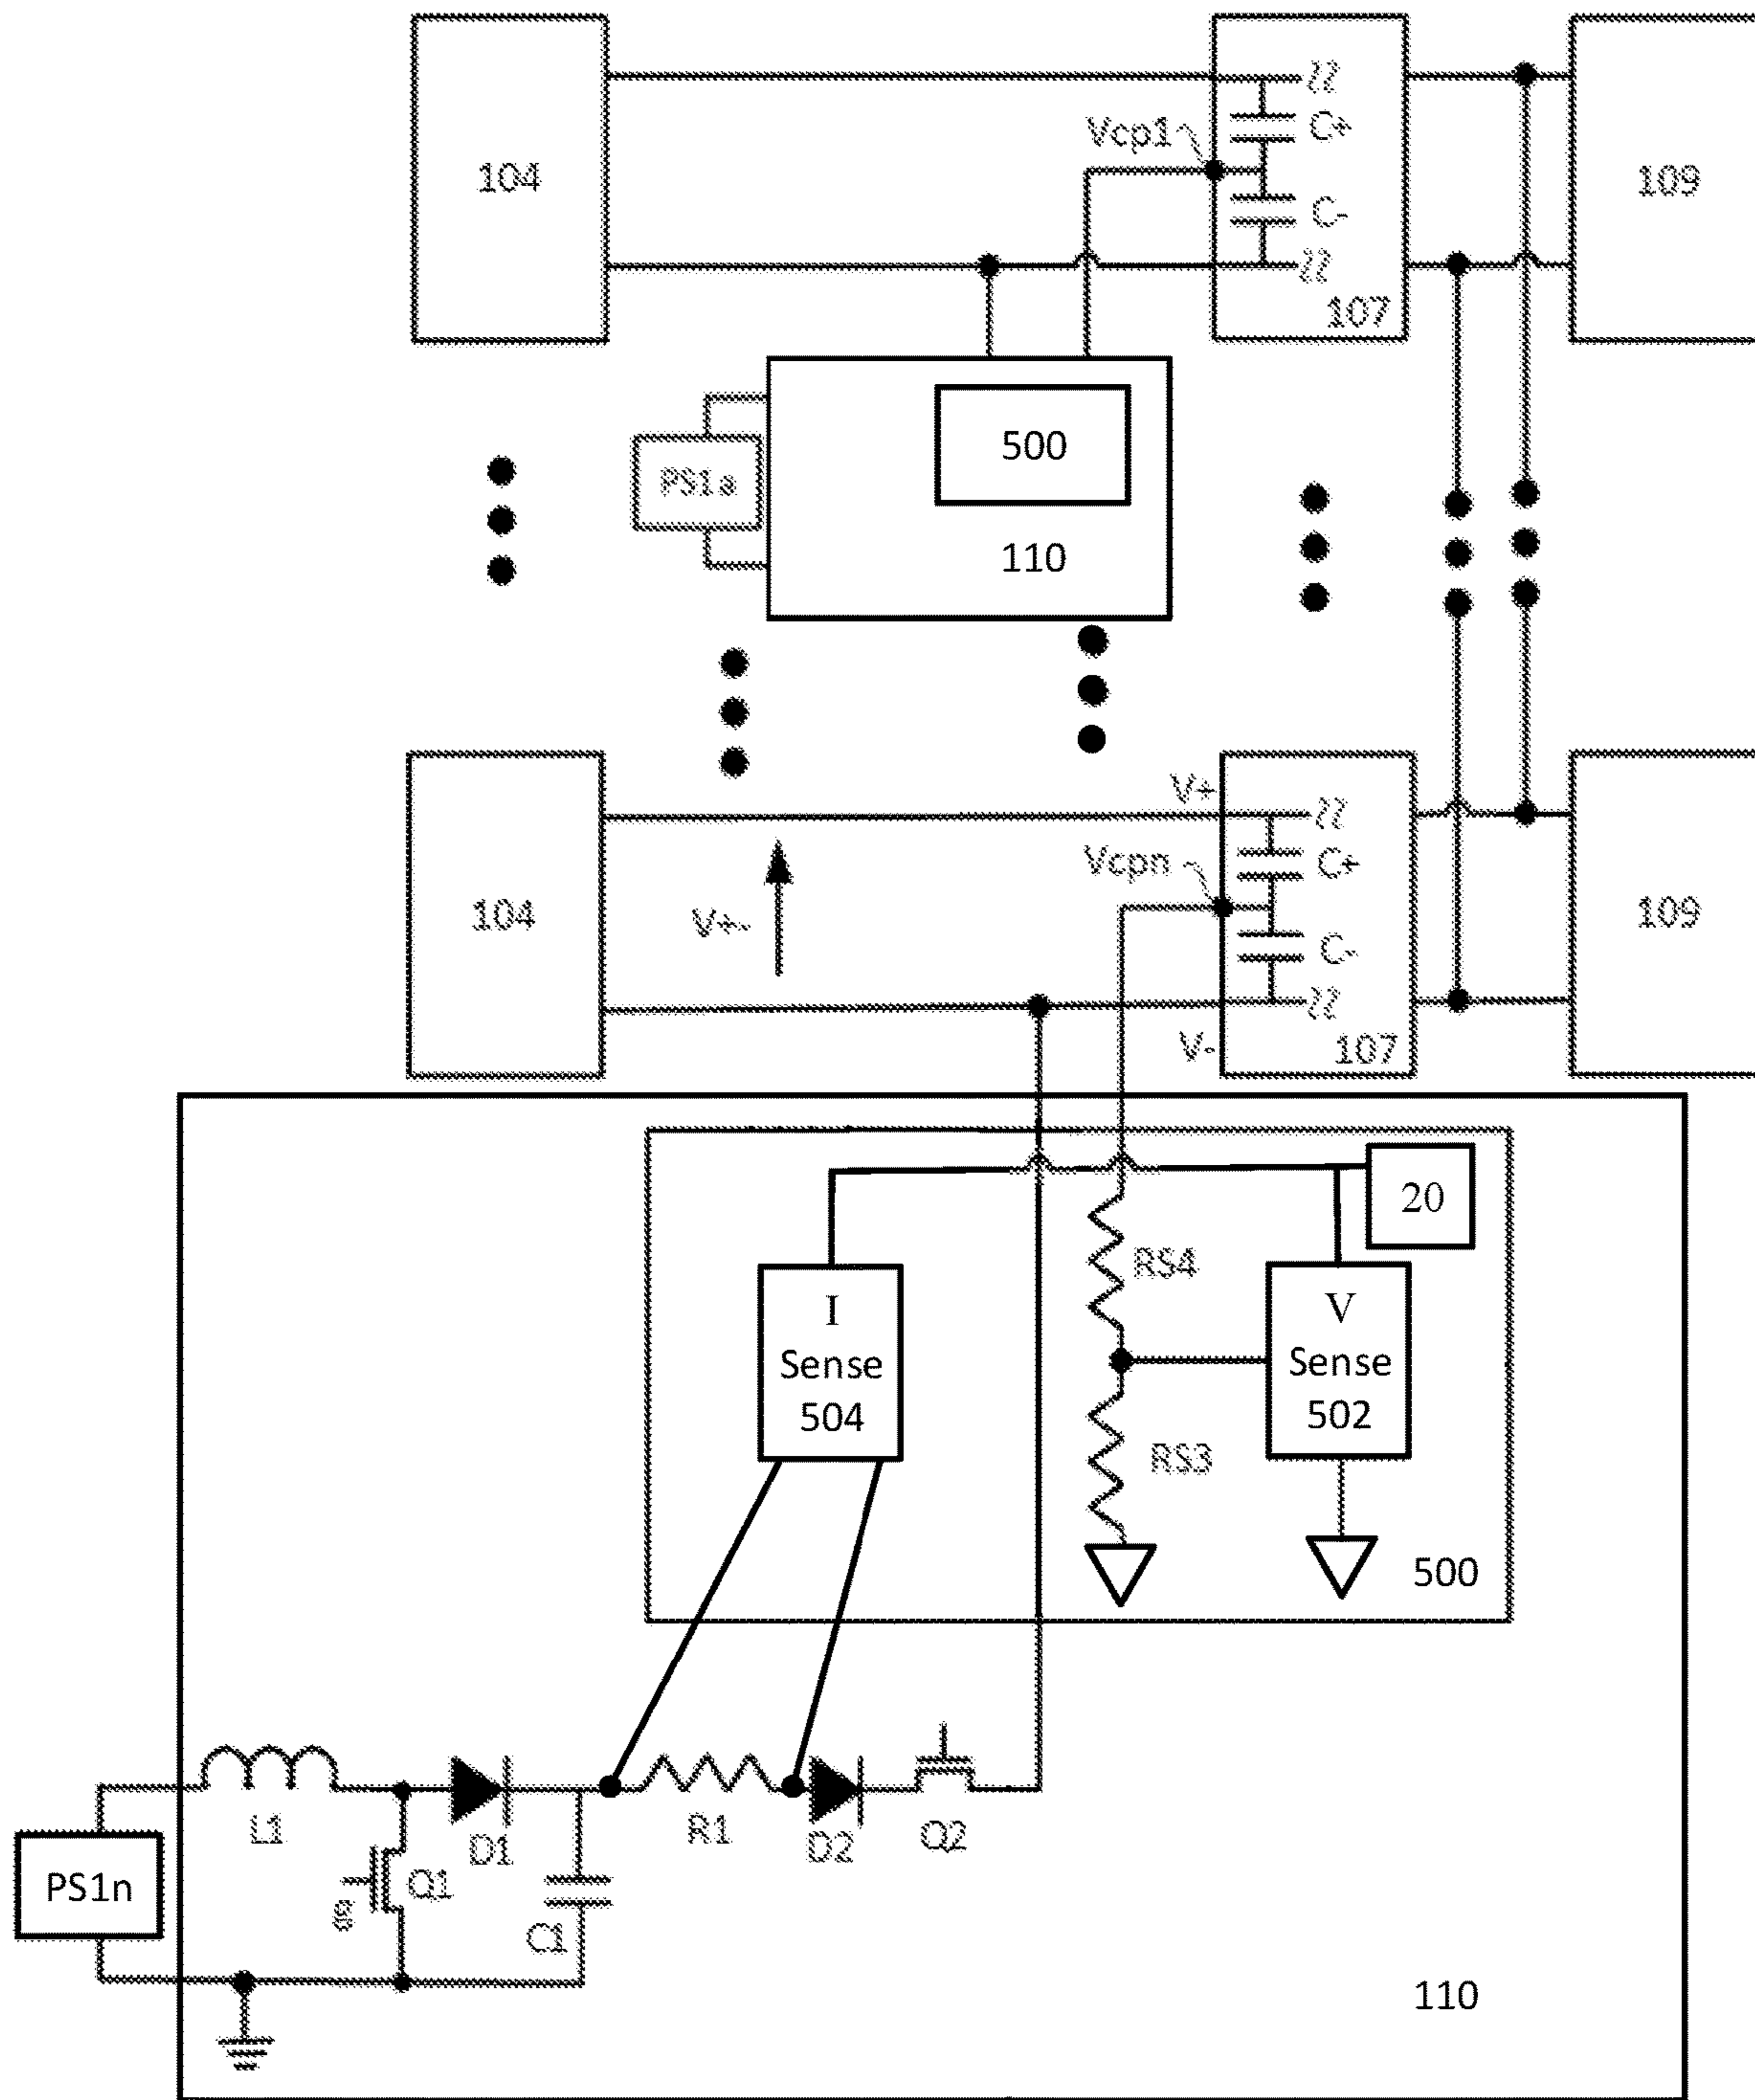 104
Vcp1
C+
C-
107
109
PS1a
500
110
V+
104
V+-
Vcpn
C+
C-
V-
107
109
20
RS4
I
Sense
504
V
Sense
502
RS3
500
L1
D1
R1
D2
Q2
PS1n
g
Q1
C1
110